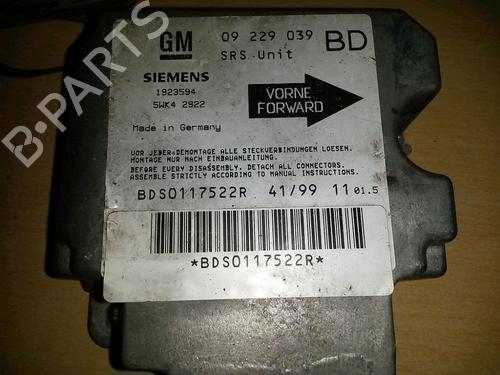 GM 09 229 039 BD
SRS-Unit
SIEMENS
1923594
5WK4 2922
VORNE
FORWARD
Made in Germany
VOR JEDER DEMONTAGE ALLE STECKVERBINDUNGEN LOESEN.
MONTAGE NUR NACH EINBAUANLEITUNG.
BEFORE EVERY DISASSEMBLY, DETACH ALL CONNECTORS.
ASSEMBLE STRICTLY ACCORDING TO MANUAL INSTRUCTIONS.
BDS0117522R 41/99 11 01.5
*BDS0117522R*
B-PARTS